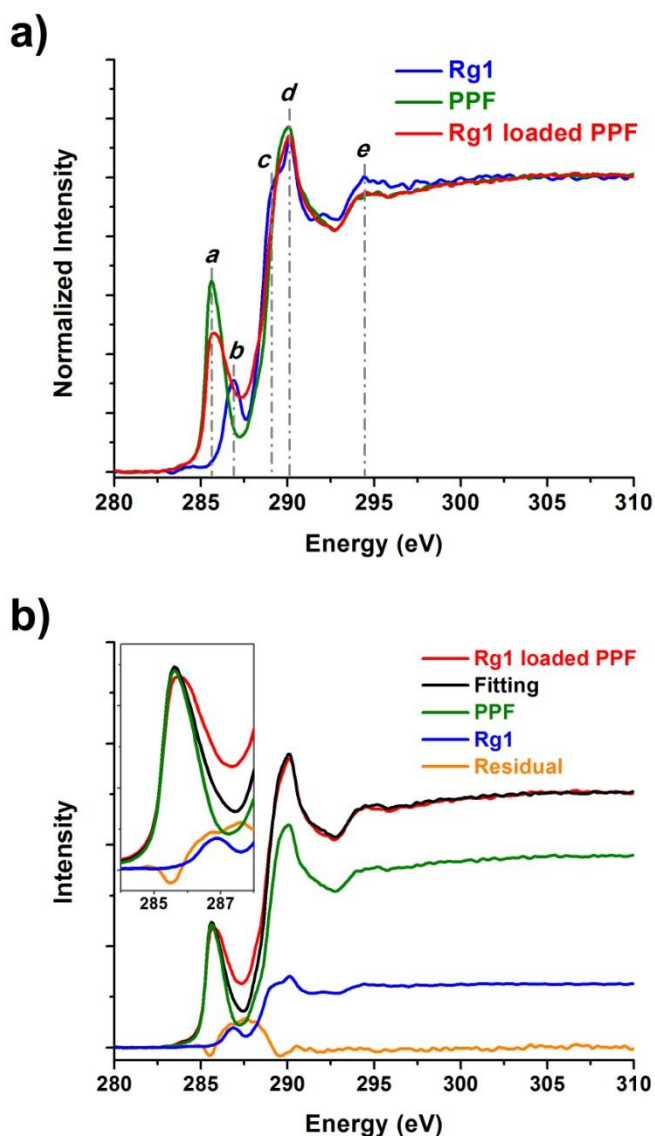 a)
Rg1
PPF
Rg1 loaded PPF
a
b
c
d
e
Normalized Intensity
280 285 290 295 300 305 310
Energy (eV)
b)
Rg1 loaded PPF
Fitting
PPF
Rg1
Residual
285 287
Intensity
280 285 290 295 300 305 310
Energy (eV)